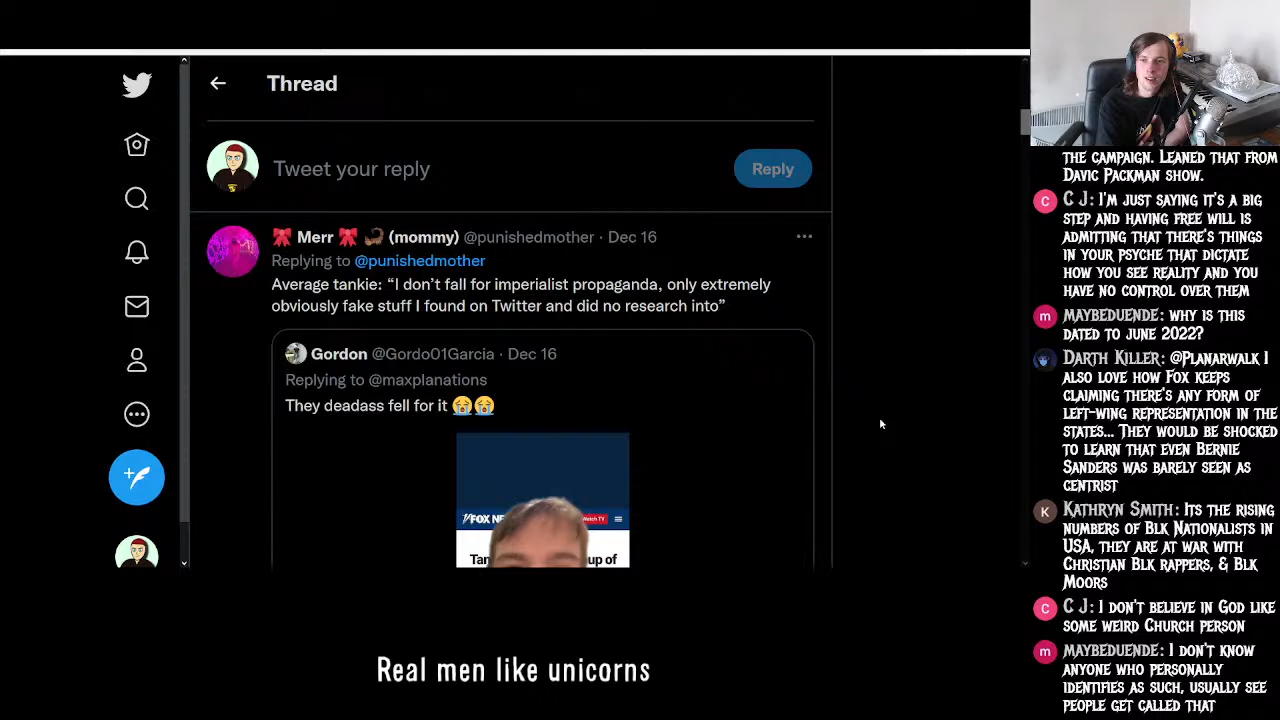 Thread
Tweet your reply
Reply
Merr (mommy) @punishedmother · Dec 16
Replying to @punishedmother
Average tankie: “I don’t fall for imperialist propaganda, only extremely
obviously fake stuff I found on Twitter and did no research into”
Gordon @Gordo01Garcia · Dec 16
Replying to @maxplanations
They deadass fell for it
FOX NE
Watch TV
Tan
up of
Real men like unicorns
THE CAMPAIGN. LEANED THAT FROM
DAVIC PACKMAN SHOW.
C J: I'M JUST SAYING IT'S A BIG
STEP AND HAVING FREE WILL IS
ADMITTING THAT THERE'S THINGS
IN YOUR PSYCHE THAT DICTATE
HOW YOU SEE REALITY AND YOU
HAVE NO CONTROL OVER THEM
MAYBEDUENDE: WHY IS THIS
DATED TO JUNE 2022?
DARTH KILLER: @PLANARWALK I
ALSO LOVE HOW FOX KEEPS
CLAIMING THERE'S ANY FORM OF
LEFT-WING REPRESENTATION IN THE
STATES... THEY WOULD BE SHOCKED
TO LEARN THAT EVEN BERNIE
SANDERS WAS BARELY SEEN AS
CENTRIST
KATHRYN SMITH: ITS THE RISING
NUMBERS OF BLK NATIONALISTS IN
USA, THEY ARE AT WAR WITH
CHRISTIAN BLK RAPPERS, & BLK
MOORS
C J: I DON'T BELIEVE IN GOD LIKE
SOME WEIRD CHURCH PERSON
MAYBEDUENDE: I DON'T KNOW
ANYONE WHO PERSONALLY
IDENTIFIES AS SUCH, USUALLY SEE
PEOPLE GET CALLED THAT